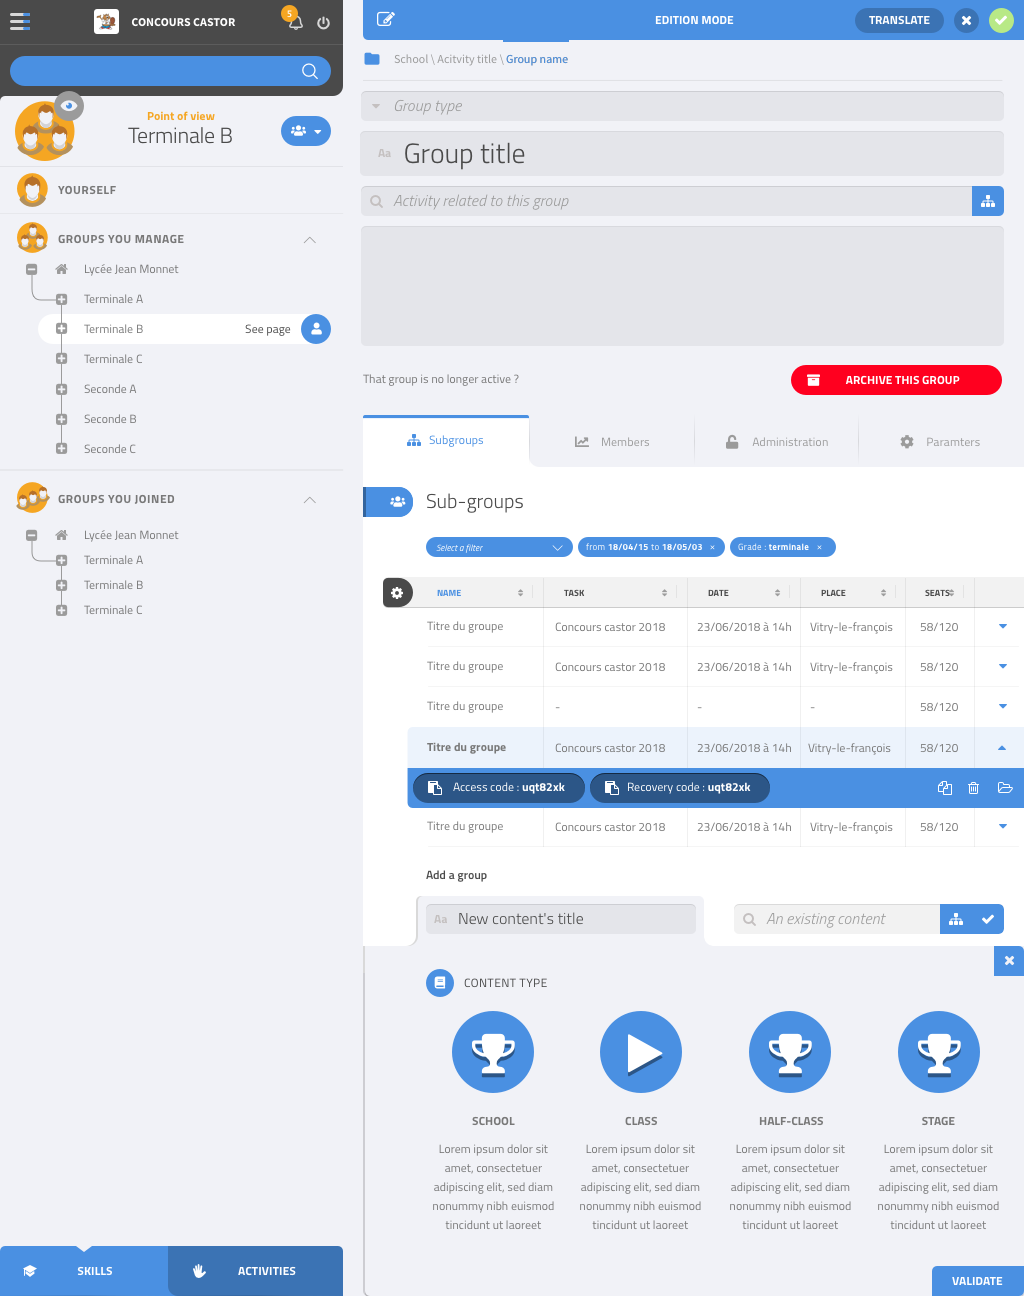 CONCOURS CASTOR
5
Point of view
Terminale B
YOURSELF
GROUPS YOU MANAGE
Lycée Jean Monnet
Terminale A
Terminale B See page
Terminale C
Seconde A
Seconde B
Seconde C
GROUPS YOU JOINED
Lycée Jean Monnet
Terminale A
Terminale B
Terminale C
SKILLS
ACTIVITIES
EDITION MODE
TRANSLATE
School \ Acitvity title \ Group name
Group type
Aa Group title
Activity related to this group
That group is no longer active ?
ARCHIVE THIS GROUP
Subgroups
Members
Administration
Paramters
Sub-groups
Select a filter
from 18/04/15 to 18/05/03 ×
Grade : terminale ×
NAME TASK DATE PLACE SEATS
Titre du groupe Concours castor 2018 23/06/2018 à 14h Vitry-le-françois 58/120
Titre du groupe Concours castor 2018 23/06/2018 à 14h Vitry-le-françois 58/120
Titre du groupe - - - 58/120
Titre du groupe Concours castor 2018 23/06/2018 à 14h Vitry-le-françois 58/120
Access code : uqt82xk
Recovery code : uqt82xk
Titre du groupe Concours castor 2018 23/06/2018 à 14h Vitry-le-françois 58/120
Add a group
Aa New content's title
An existing content
CONTENT TYPE
SCHOOL
Lorem ipsum dolor sit
amet, consectetuer
adipiscing elit, sed diam
nonummy nibh euismod
tincidunt ut laoreet
CLASS
Lorem ipsum dolor sit
amet, consectetuer
adipiscing elit, sed diam
nonummy nibh euismod
tincidunt ut laoreet
HALF-CLASS
Lorem ipsum dolor sit
amet, consectetuer
adipiscing elit, sed diam
nonummy nibh euismod
tincidunt ut laoreet
STAGE
Lorem ipsum dolor sit
amet, consectetuer
adipiscing elit, sed diam
nonummy nibh euismod
tincidunt ut laoreet
VALIDATE